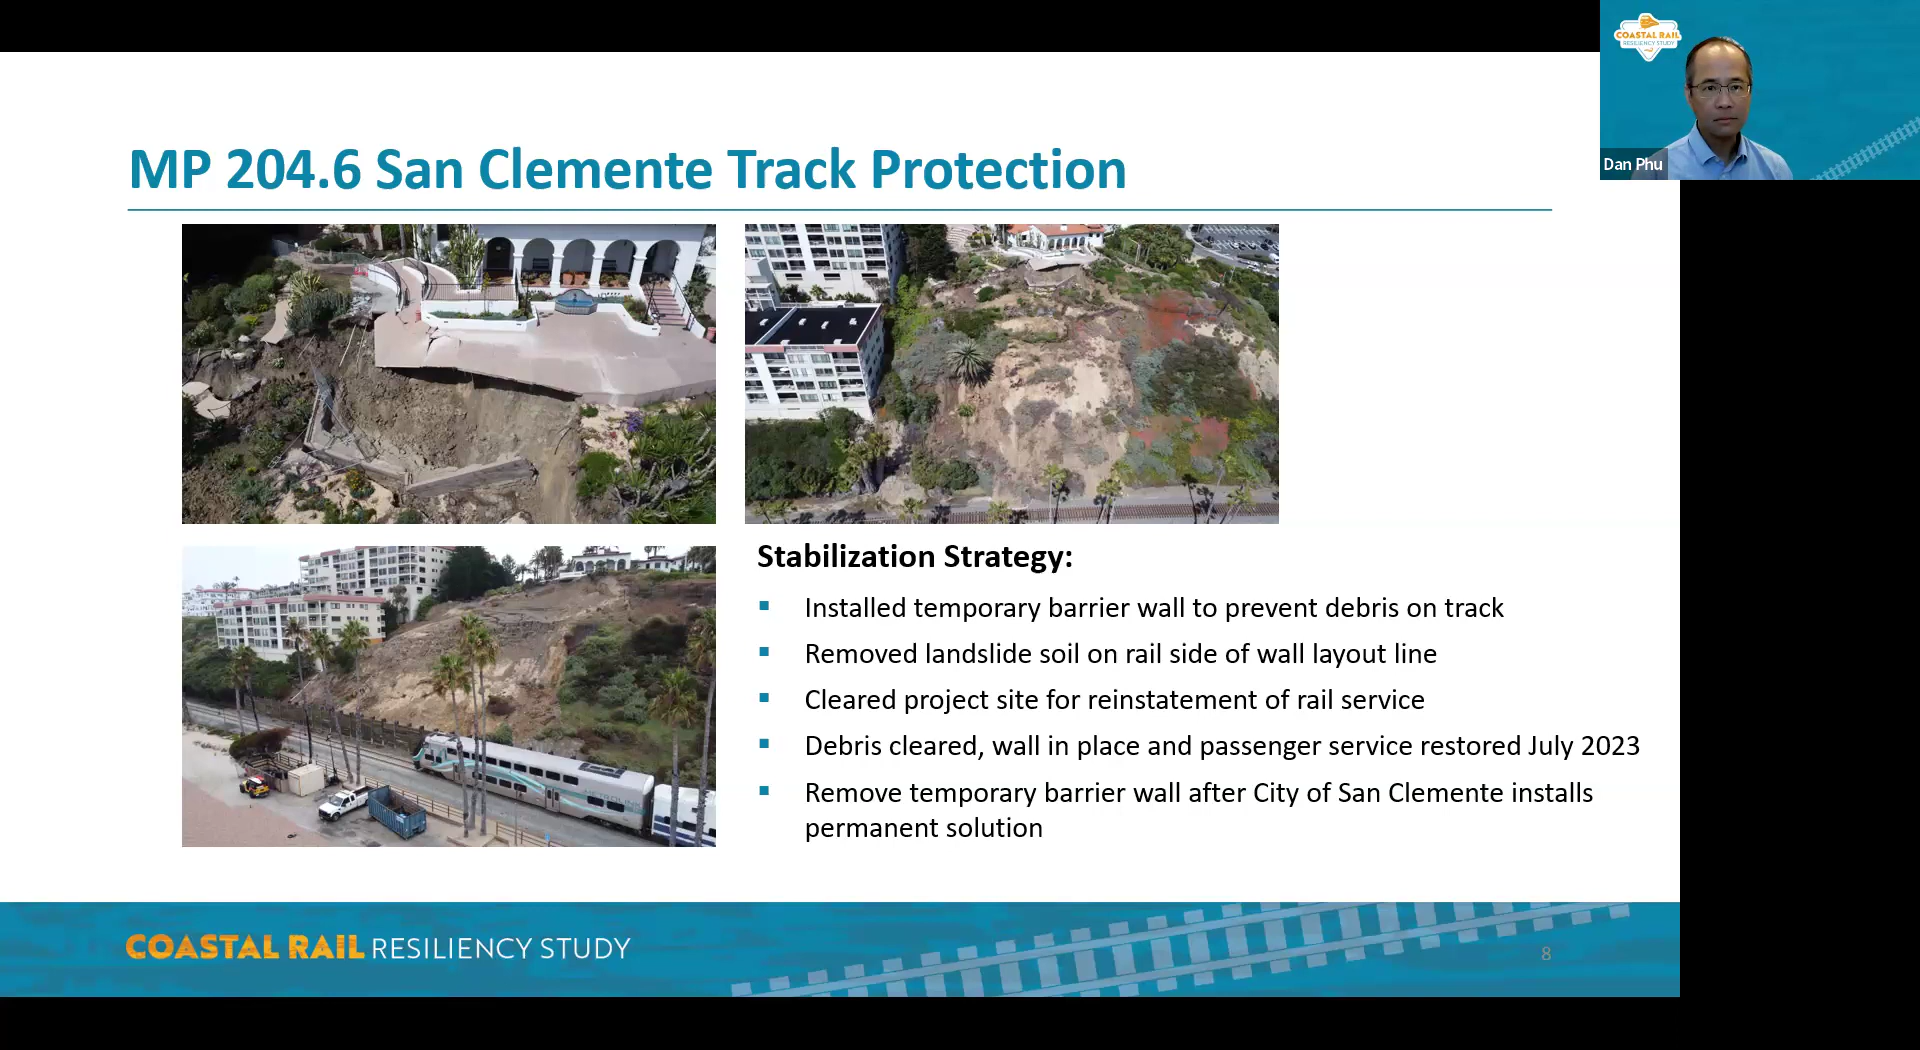 COASTAL RAIL
RESILIENCY STUDY
Dan Phu
MP 204.6 San Clemente Track Protection
METROLINK
Stabilization Strategy:
▪ Installed temporary barrier wall to prevent debris on track
▪ Removed landslide soil on rail side of wall layout line
▪ Cleared project site for reinstatement of rail service
▪ Debris cleared, wall in place and passenger service restored July 2023
▪ Remove temporary barrier wall after City of San Clemente installs
permanent solution
COASTAL RAIL RESILIENCY STUDY
8